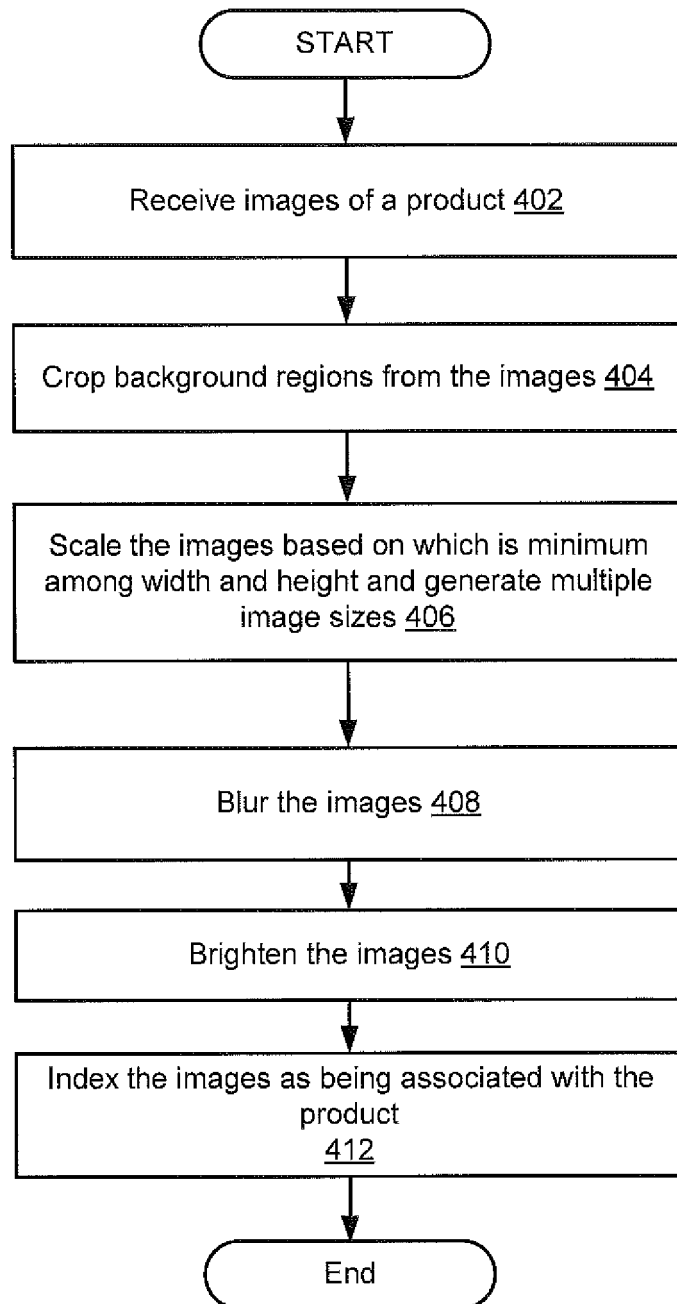 START
Receive images of a product 402
Crop background regions from the images 404
Scale the images based on which is minimum
among width and height and generate multiple
image sizes 406
Blur the images 408
Brighten the images 410
Index the images as being associated with the
product
412
End